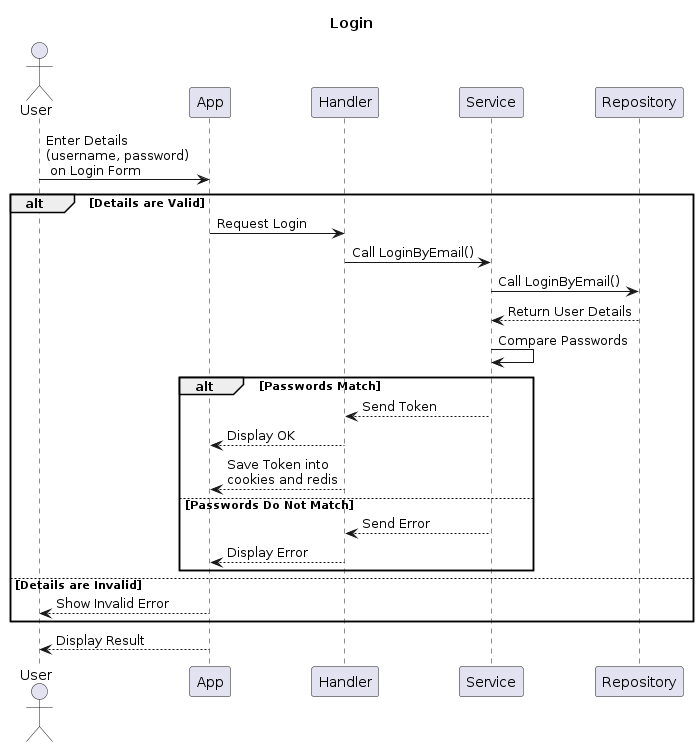 Login
User
App
Handler
Service
Repository
Enter Details
(username, password)
on Login Form
alt [Details are Valid]
Request Login
Call LoginByEmail()
Call LoginByEmail()
Return User Details
Compare Passwords
alt [Passwords Match]
Send Token
Display OK
Save Token into
cookies and redis
[Passwords Do Not Match]
Send Error
Display Error
[Details are Invalid]
Show Invalid Error
Display Result
User
App
Handler
Service
Repository